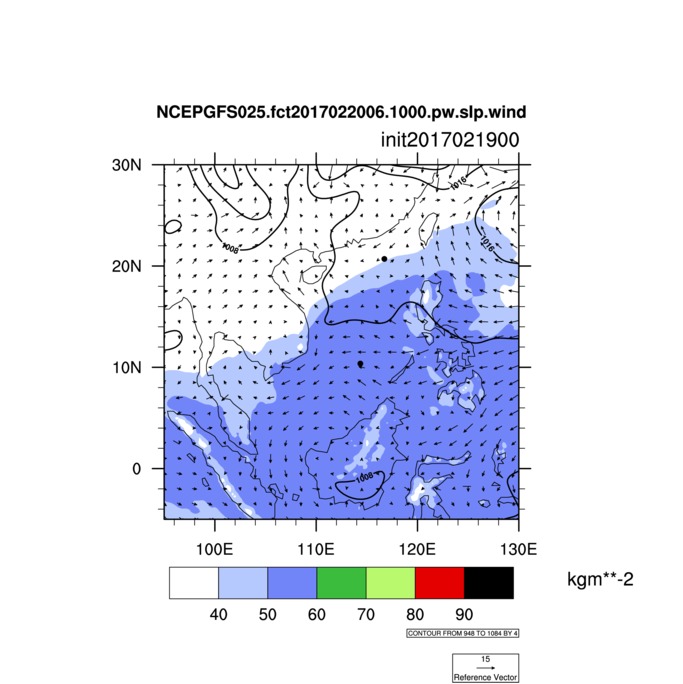 NCEPGFS025.fct2017022006.1000.pw.slp.wind
init2017021900
30N
20N
10N
0
100E
110E
120E
130E
1016
1008
1016
1008
kgm**-2
40
50
60
70
80
90
CONTOUR FROM 948 TO 1084 BY 4
15
Reference Vector